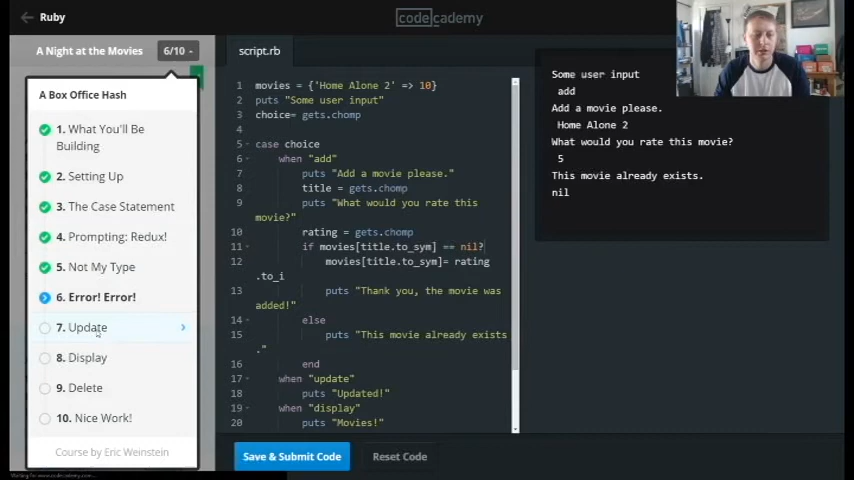 Ruby
codecademy
A Night at the Movies
6/10
A Box Office Hash
1. What You'll Be
Building
2. Setting Up
3. The Case Statement
4. Prompting: Redux!
5. Not My Type
6. Error! Error!
7. Update
8. Display
9. Delete
10. Nice Work!
Course by Eric Weinstein
script.rb
1 movies = {'Home Alone 2' => 10}
2 puts "Some user input"
3 choice= gets.chomp
4
5 case choice
6 when "add"
7 puts "Add a movie please."
8 title = gets.chomp
9 puts "What would you rate this
movie?"
10 rating = gets.chomp
11 if movies[title.to_sym] == nil?
12 movies[title.to_sym]= rating
.to_i
13 puts "Thank you, the movie was
added!"
14 else
15 puts "This movie already exists
."
16 end
17 when "update"
18 puts "Updated!"
19 when "display"
20 puts "Movies!"
Save & Submit Code
Reset Code
Some user input
add
Add a movie please.
Home Alone 2
What would you rate this movie?
5
This movie already exists.
nil